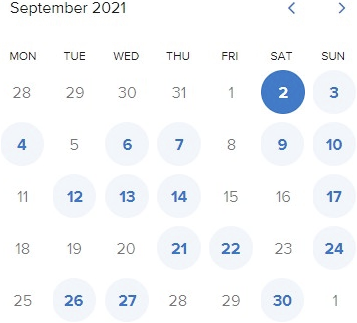 September 2021
MON TUE WED THU FRI SAT SUN
28 29 30 31 1 2 3
4 5 6 7 8 9 10
11 12 13 14 15 16 17
18 19 20 21 22 23 24
25 26 27 28 29 30 1